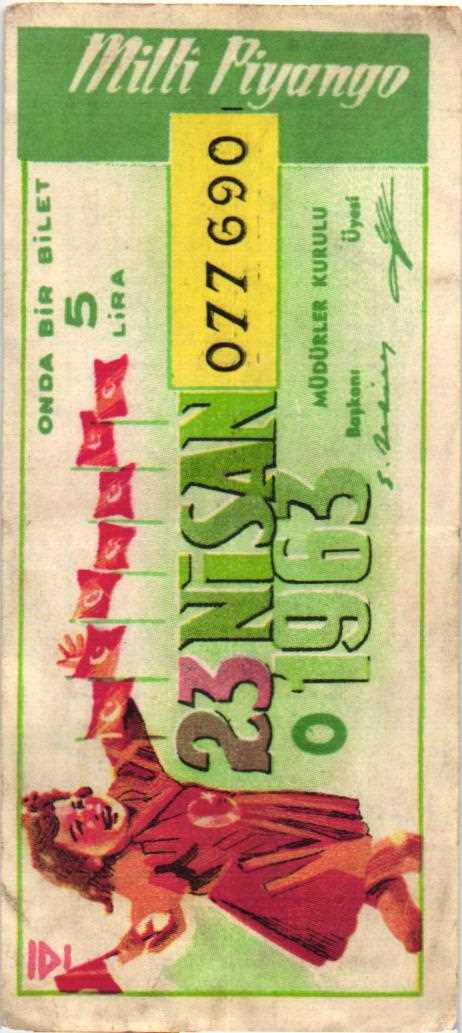 Milli Piyango
ONDA BİR BİLET
5
LİRA
077690
23 NİSAN
1963
0
MÜDÜRLER KURULU
Başkanı Üyesi